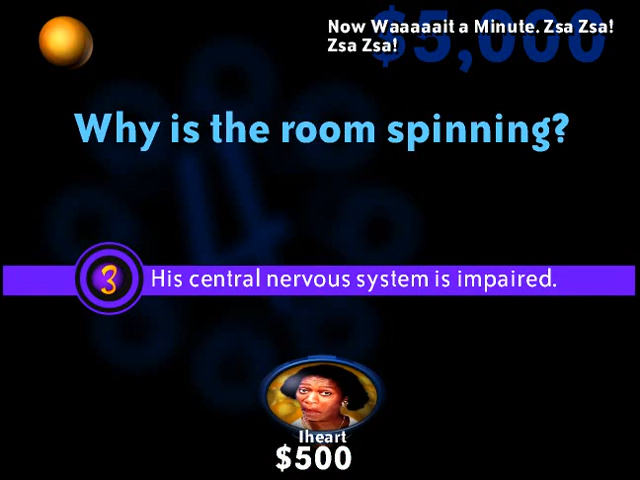 $5,000
Now Waaaaait a Minute. Zsa Zsa!
Zsa Zsa!
Why is the room spinning?
3 His central nervous system is impaired.
Iheart
$500